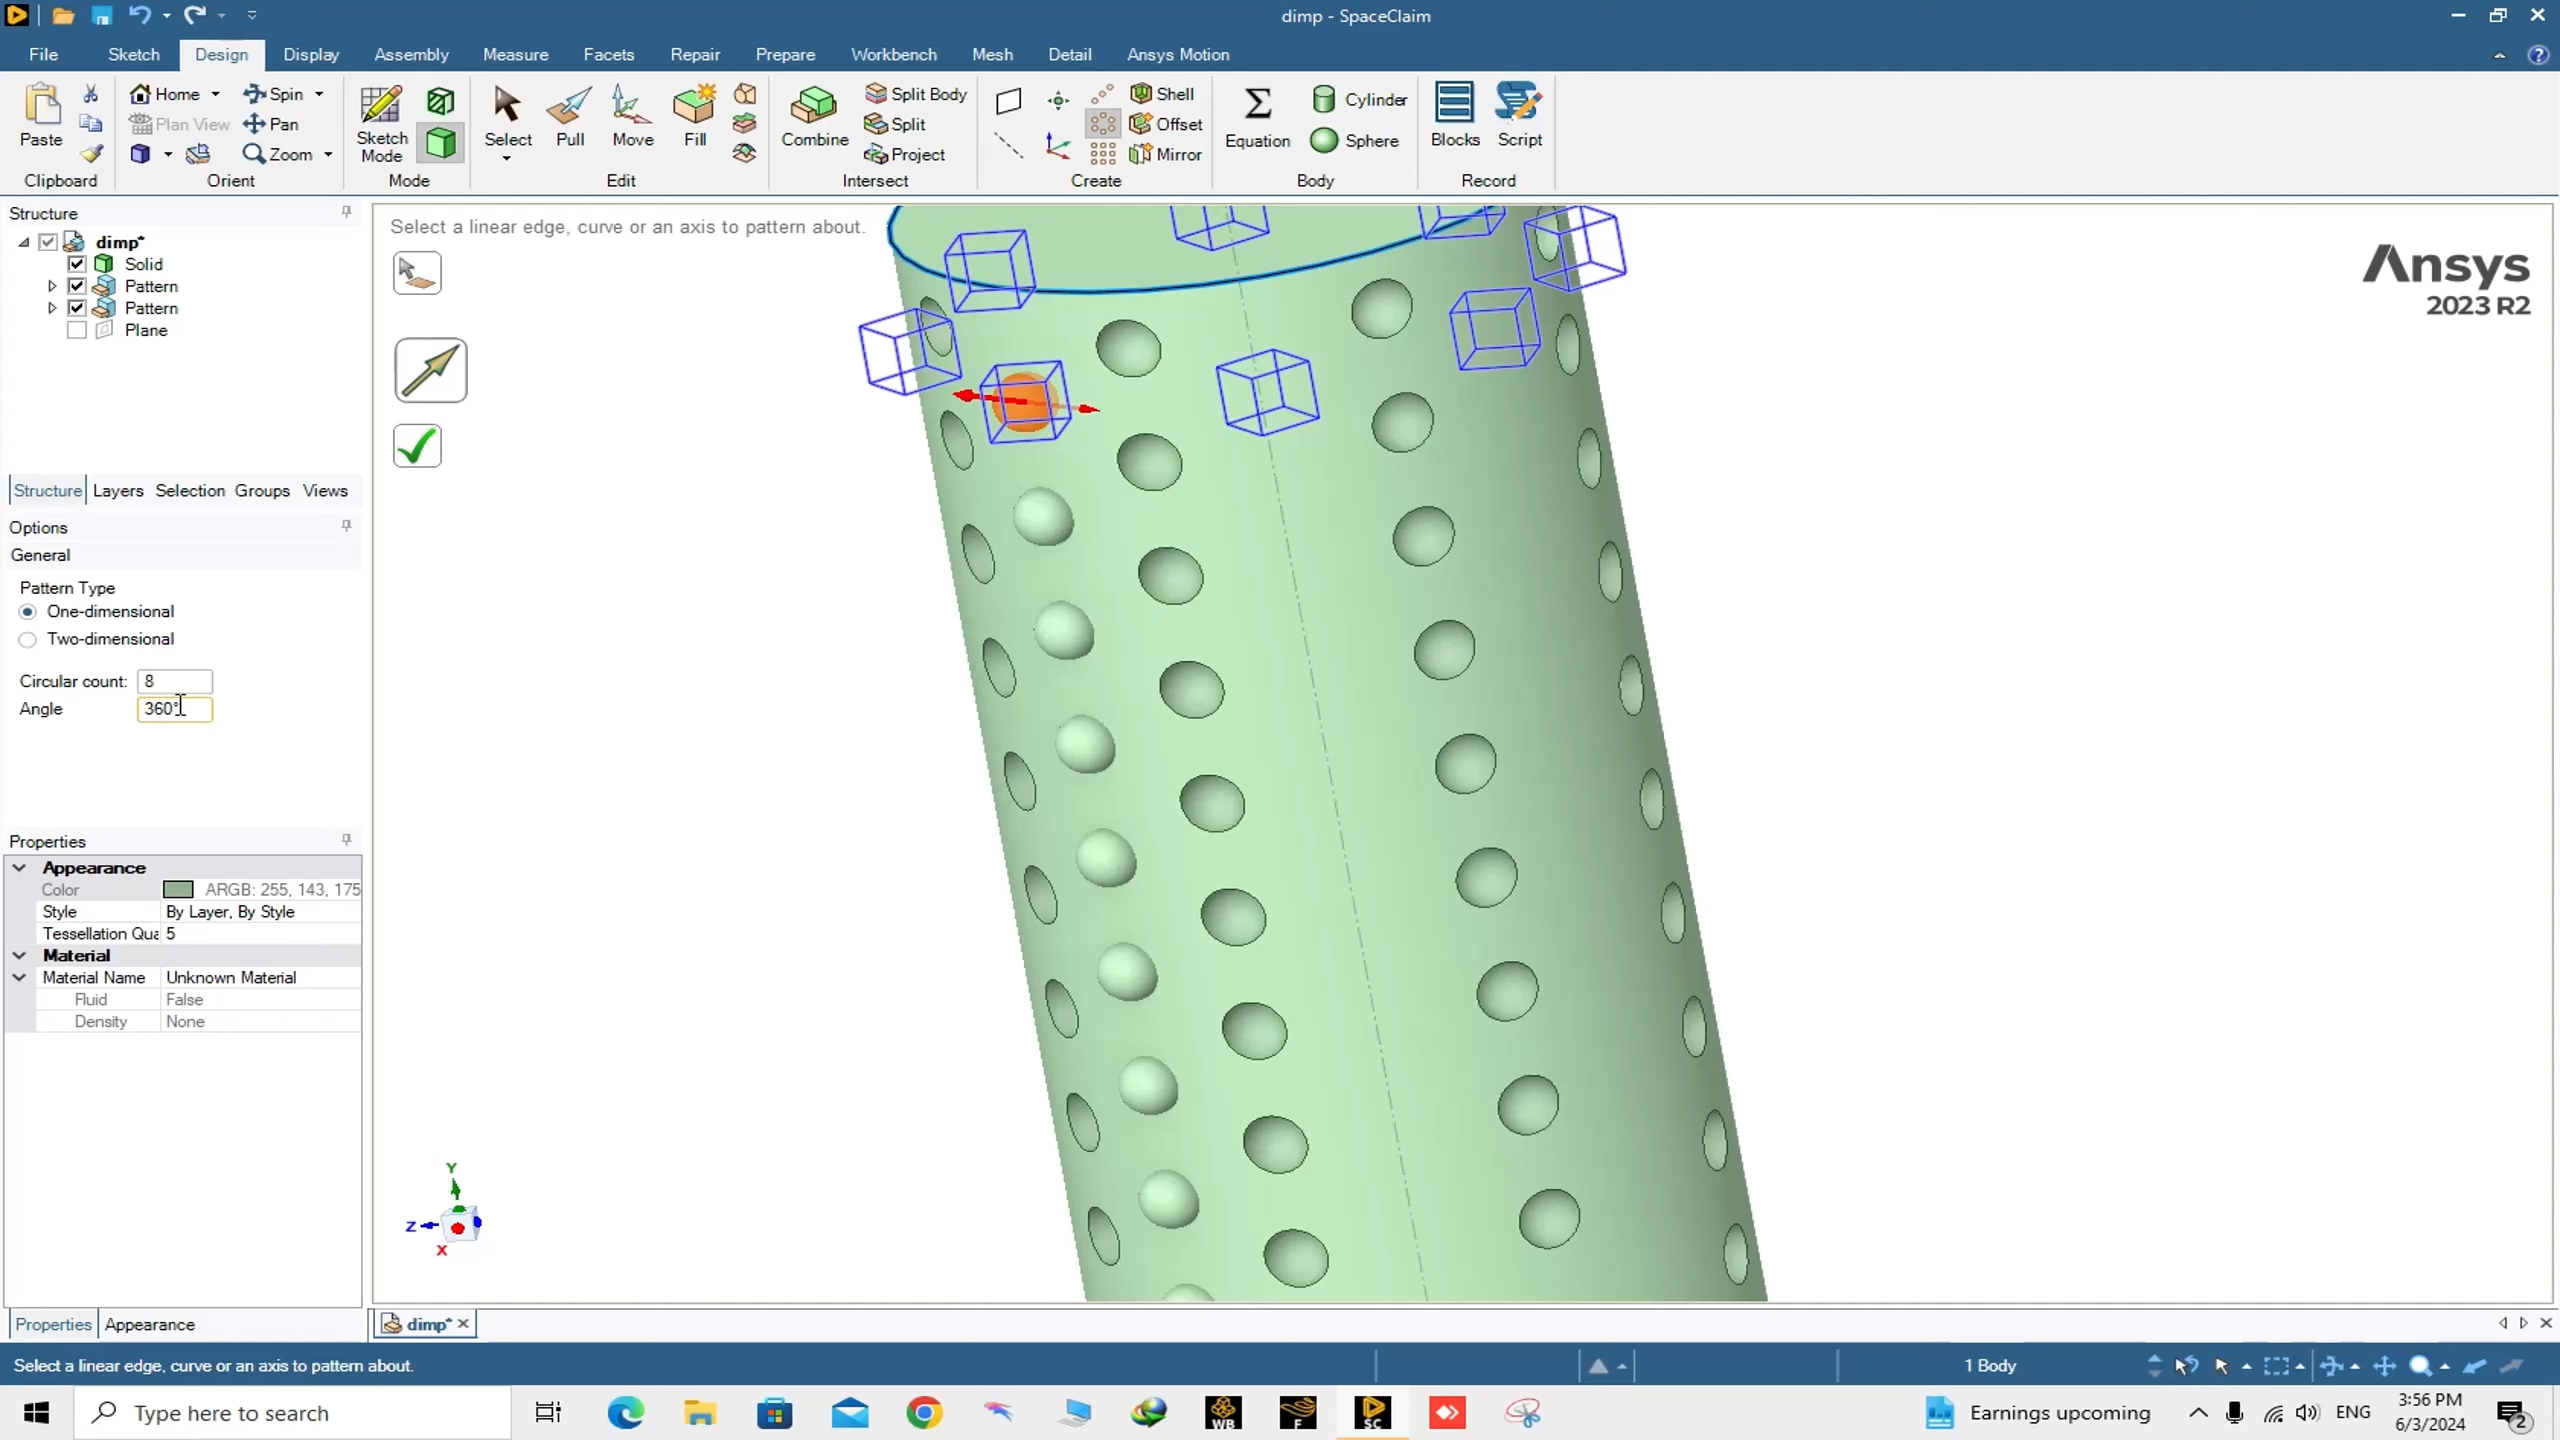 dimp - SpaceClaim
File
Sketch
Design
Display
Assembly
Measure
Facets
Repair
Prepare
Workbench
Mesh
Detail
Ansys Motion
Paste
Clipboard
Home
Spin
Plan View
Pan
Zoom
Orient
Sketch
Mode
Mode
Select
Pull
Move
Fill
Edit
Combine
Split Body
Split
Project
Intersect
Shell
Offset
Mirror
Create
Equation
Cylinder
Sphere
Body
Blocks
Script
Record
Structure
dimp*
Solid
Pattern
Pattern
Plane
Structure
Layers
Selection
Groups
Views
Options
General
Pattern Type
One-dimensional
Two-dimensional
Circular count: 8
Angle 360°
Properties
Appearance
Color ARGB: 255, 143, 175
Style By Layer, By Style
Tessellation Qua 5
Material
Material Name Unknown Material
Fluid False
Density None
Properties
Appearance
Select a linear edge, curve or an axis to pattern about.
Ansys
2023 R2
Y
Z
X
dimp*
Select a linear edge, curve or an axis to pattern about.
1 Body
Type here to search
WB
F
SC
Earnings upcoming
ENG
3:56 PM
6/3/2024
2